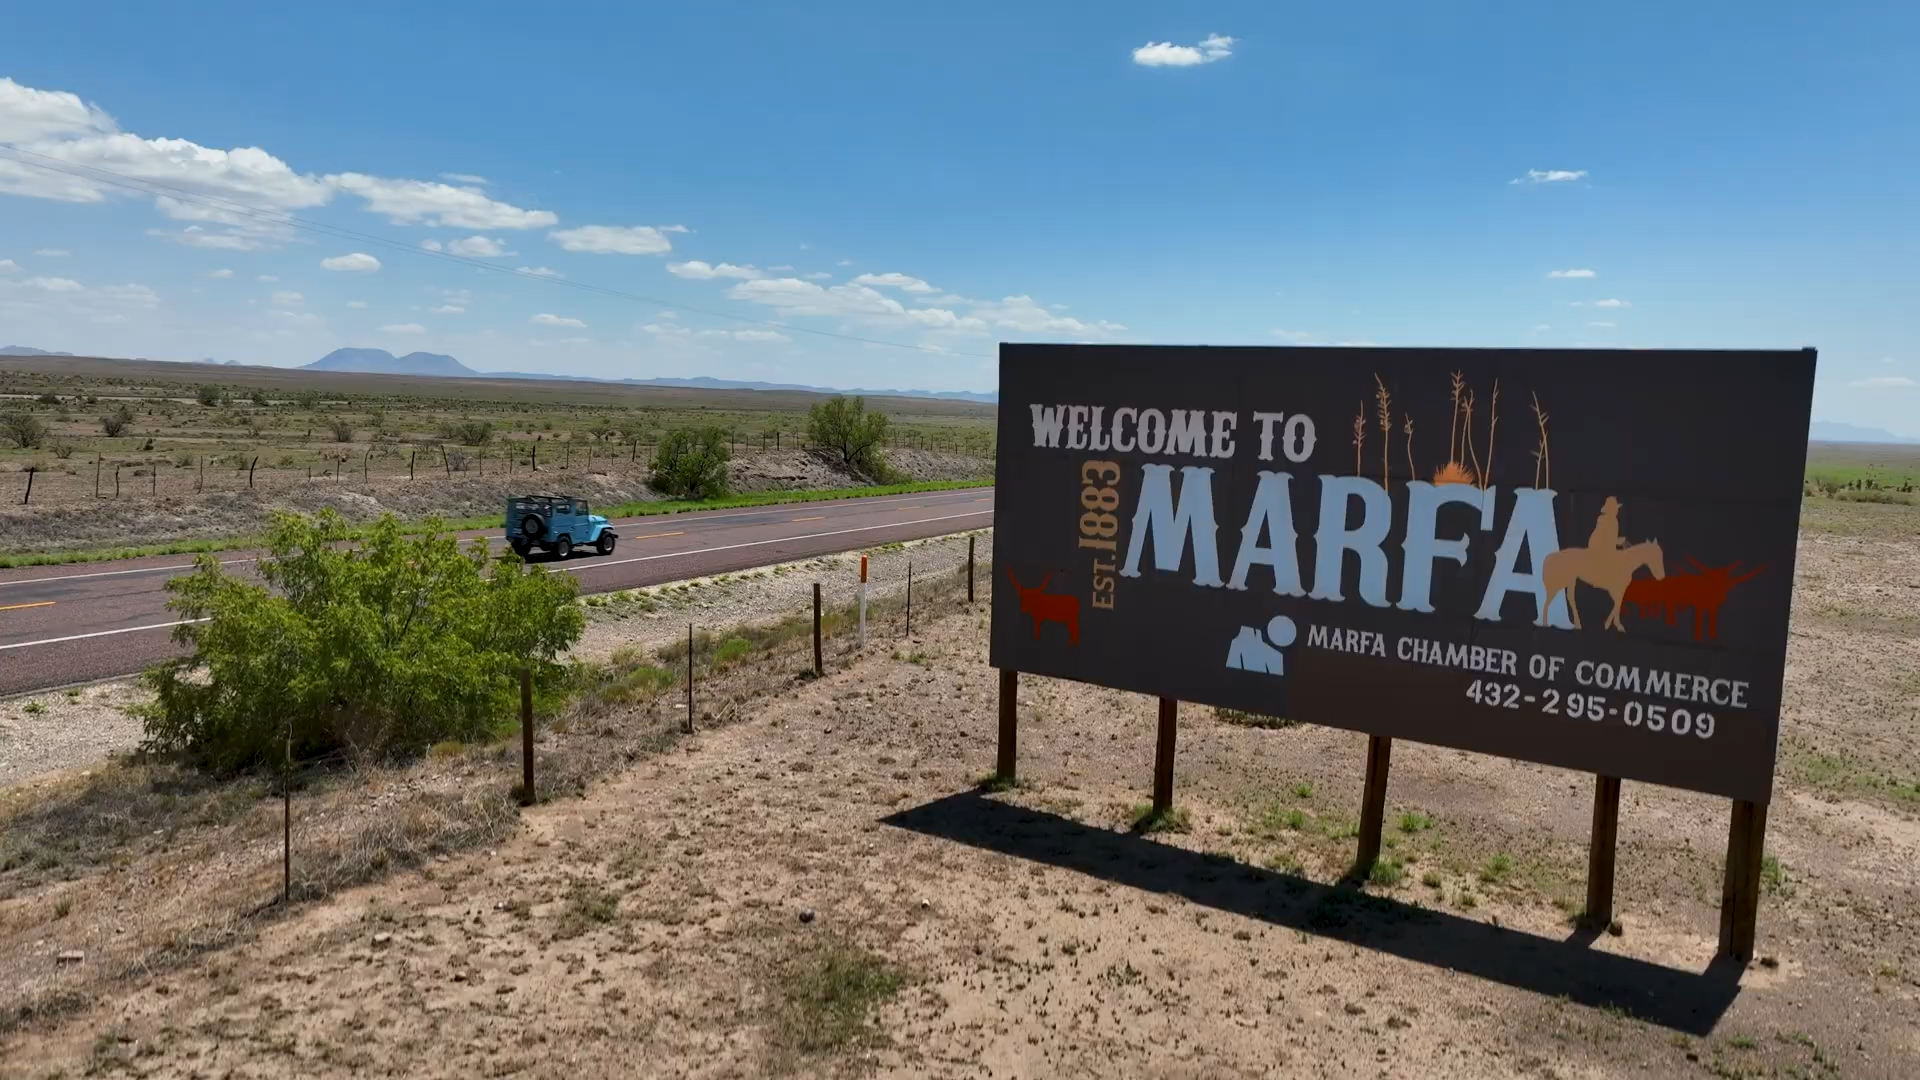 WELCOME TO
EST. 1883
MARFA
MARFA CHAMBER OF COMMERCE
432-295-0509